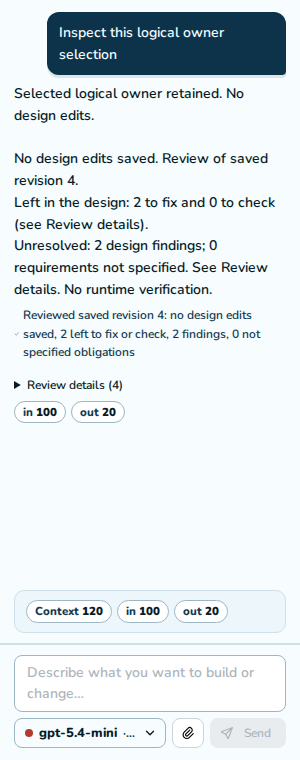 Inspect this logical owner
selection
Selected logical owner retained. No
design edits.
No design edits saved. Review of saved
revision 4.
Left in the design: 2 to fix and 0 to check
(see Review details).
Unresolved: 2 design findings; 0
requirements not specified. See Review
details. No runtime verification.
Reviewed saved revision 4: no design edits
saved, 2 left to fix or check, 2 findings, 0 not
specified obligations
Review details (4)
in 100 out 20
Context 120 in 100 out 20
Describe what you want to build or
change...
gpt-5.4-mini ·... Send